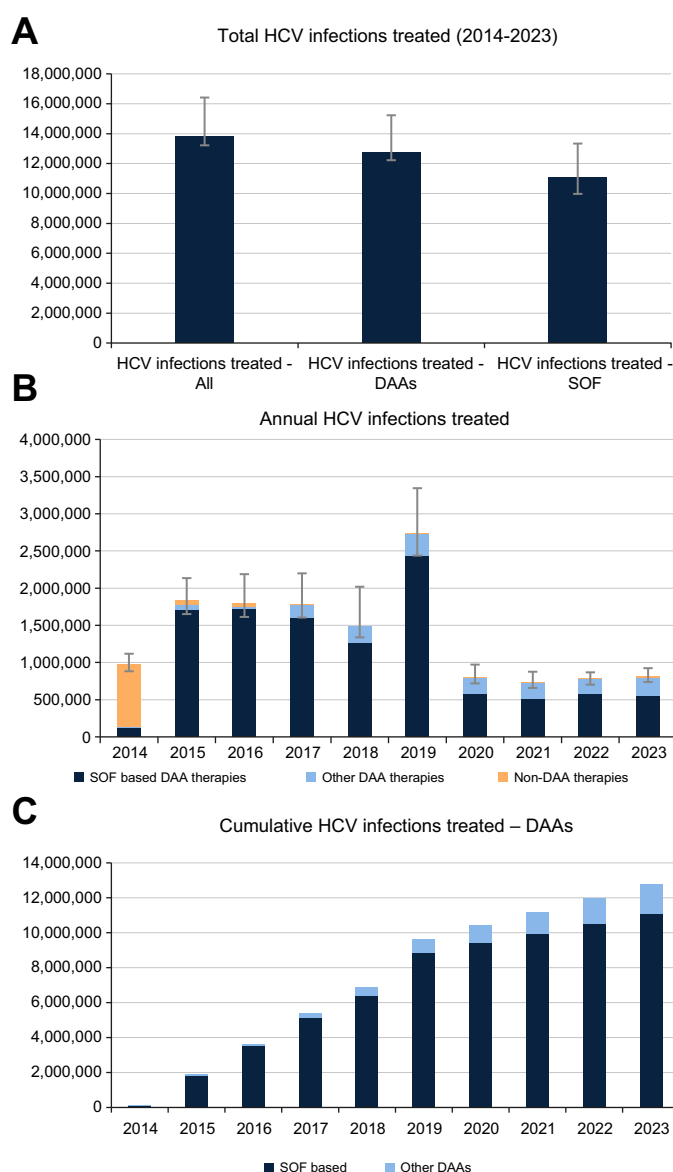 A
Total HCV infections treated (2014-2023)
18,000,000
16,000,000
14,000,000
12,000,000
10,000,000
8,000,000
6,000,000
4,000,000
2,000,000
0
HCV infections treated -
All
HCV infections treated -
DAAs
HCV infections treated -
SOF
B
Annual HCV infections treated
4,000,000
3,500,000
3,000,000
2,500,000
2,000,000
1,500,000
1,000,000
500,000
0
2014 2015 2016 2017 2018 2019 2020 2021 2022 2023
SOF based DAA therapies Other DAA therapies Non-DAA therapies
C
Cumulative HCV infections treated – DAAs
14,000,000
12,000,000
10,000,000
8,000,000
6,000,000
4,000,000
2,000,000
0
2014 2015 2016 2017 2018 2019 2020 2021 2022 2023
SOF based Other DAAs